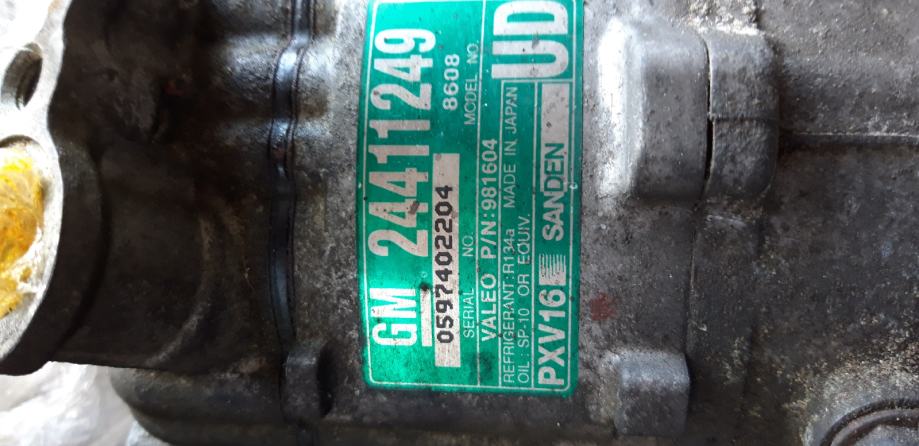 GM 24411249 UD
0597402204 8608
SERIAL NO. MODEL NO.
VALEO P/N:981604
REFRIGERANT:R134a MADE IN JAPAN
OIL:SP-10 OR EQUIV.
PXV16 SANDEN